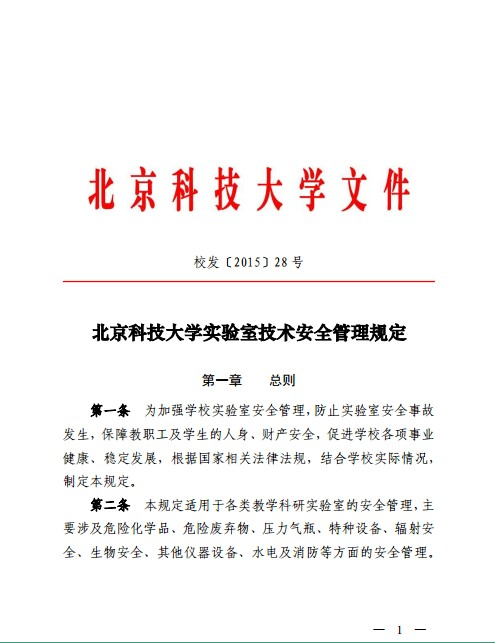 北京科技大学文件
校发〔2015〕28 号
北京科技大学实验室技术安全管理规定
第一章 总则
第一条 为加强学校实验室安全管理,防止实验室安全事故
发生，保障教职工及学生的人身、财产安全，促进学校各项事业
健康、稳定发展，根据国家相关法律法规，结合学校实际情况，
制定本规定。
第二条 本规定适用于各类教学科研实验室的安全管理,主
要涉及危险化学品、危险废弃物、压力气瓶、特种设备、辐射安
全、生物安全、其他仪器设备、水电及消防等方面的安全管理。
— 1 —